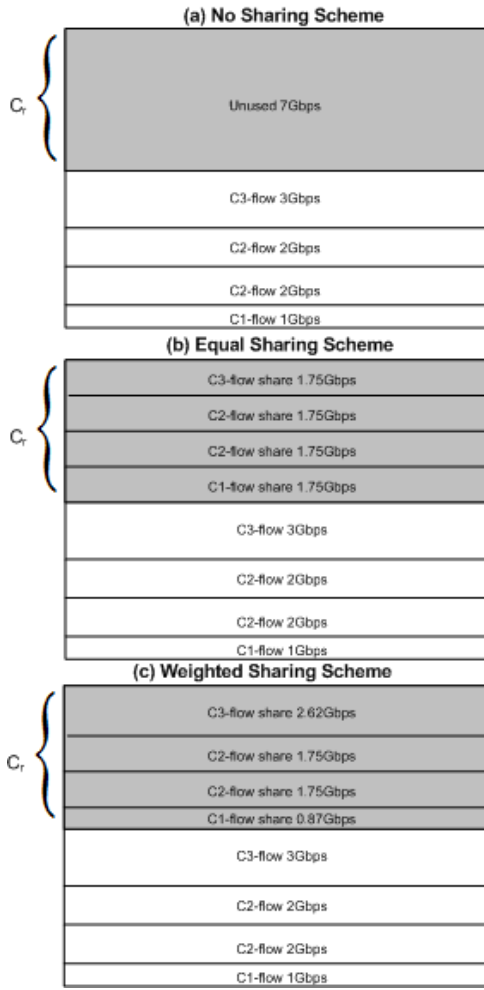 (a) No Sharing Scheme
Cr
Unused 7Gbps
C3-flow 3Gbps
C2-flow 2Gbps
C2-flow 2Gbps
C1-flow 1Gbps
(b) Equal Sharing Scheme
C3-flow share 1.75Gbps
Cr
C2-flow share 1.75Gbps
C2-flow share 1.75Gbps
C1-flow share 1.75Gbps
C3-flow 3Gbps
C2-flow 2Gbps
C2-flow 2Gbps
C1-flow 1Gbps
(c) Weighted Sharing Scheme
C3-flow share 2.62Gbps
Cr
C2-flow share 1.75Gbps
C2-flow share 1.75Gbps
C1-flow share 0.87Gbps
C3-flow 3Gbps
C2-flow 2Gbps
C2-flow 2Gbps
C1-flow 1Gbps